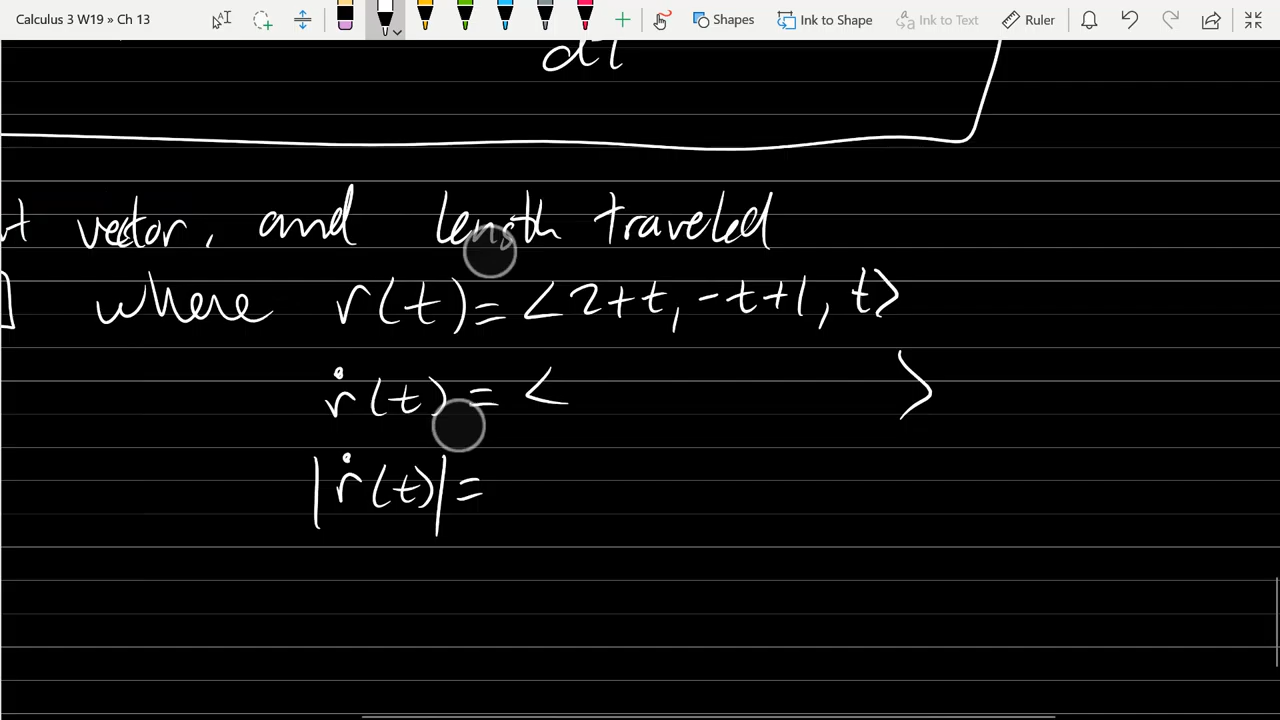 Calculus 3 W19 » Ch 13
Shapes
Ink to Shape
Ink to Text
Ruler
dt
vector, and length traveled
] where r(t) = <2+t, -t+1, t>
ṙ(t) = < >
|ṙ(t)| =